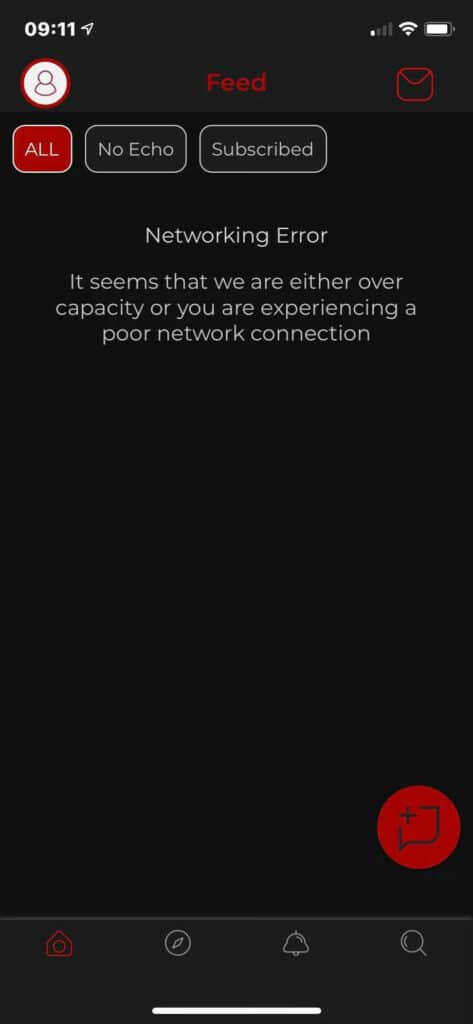 09:11
Feed
ALL No Echo Subscribed
Networking Error
It seems that we are either over
capacity or you are experiencing a
poor network connection